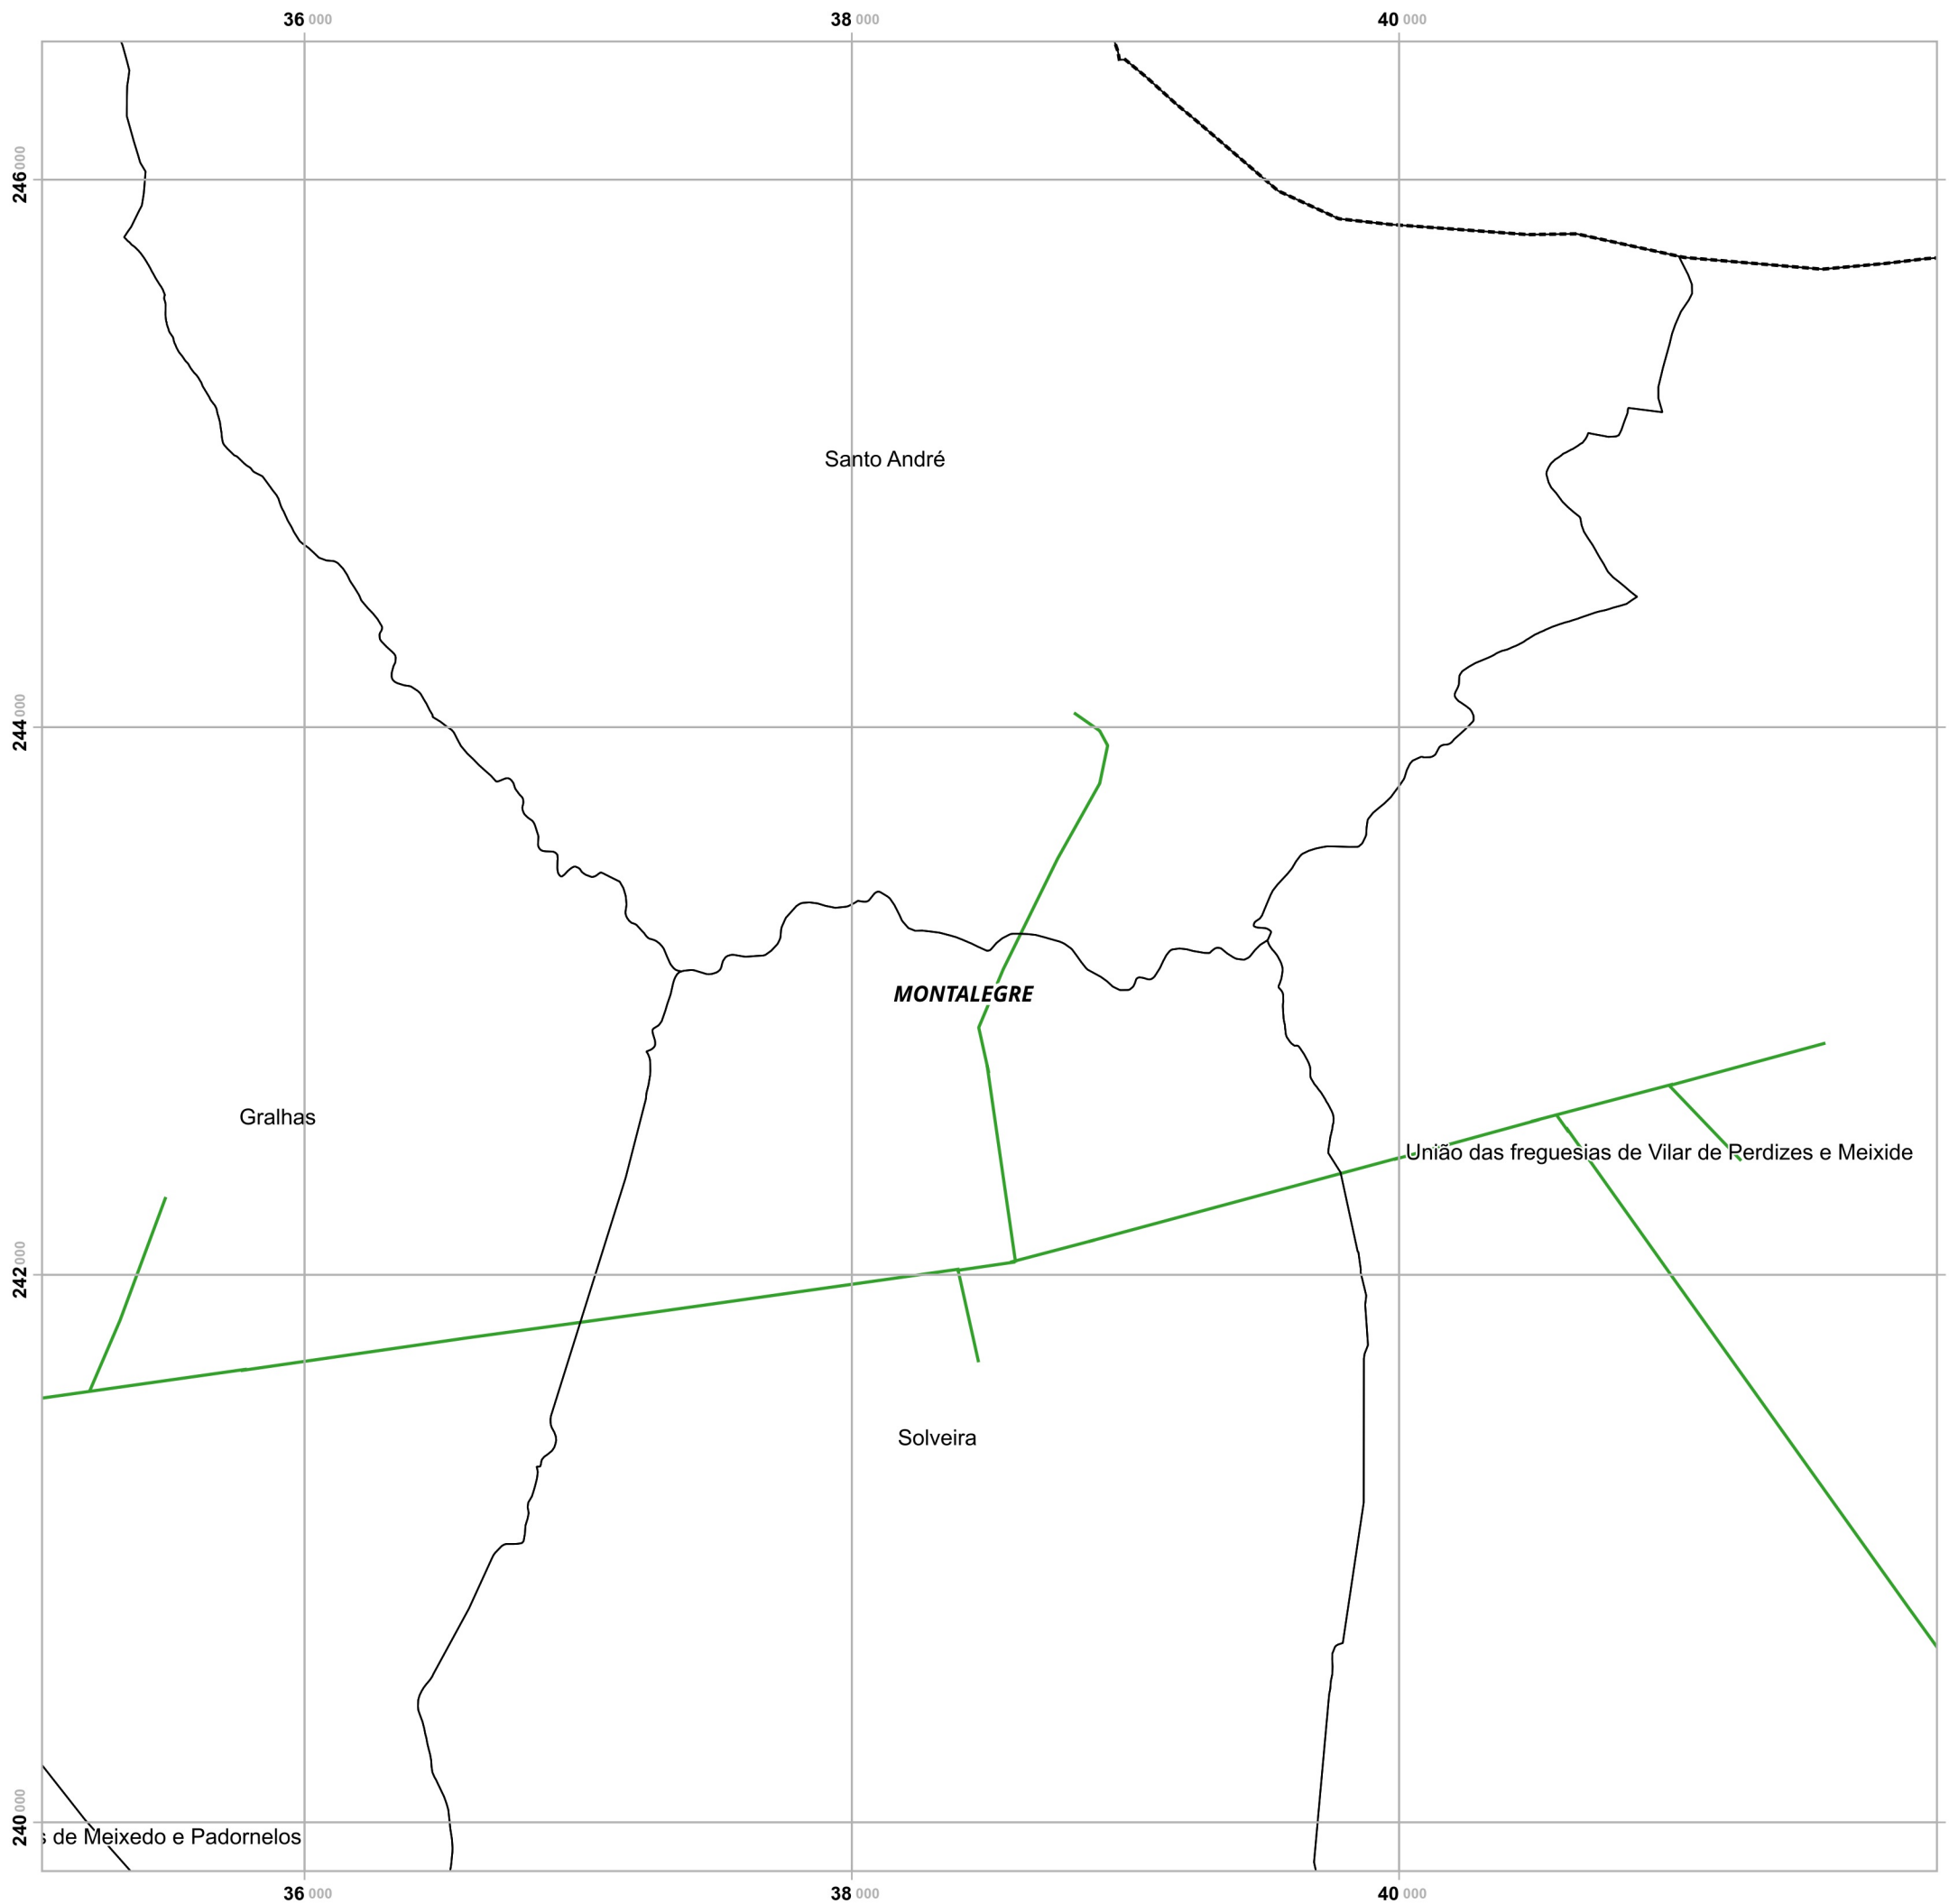 36 000 38 000 40 000
246 000
Santo André
244 000
MONTALEGRE
Gralhas
União das freguesias de Vilar de Perdizes e Meixide
242 000
Solveira
240 000
s de Meixedo e Padornelos
36 000 38 000 40 000